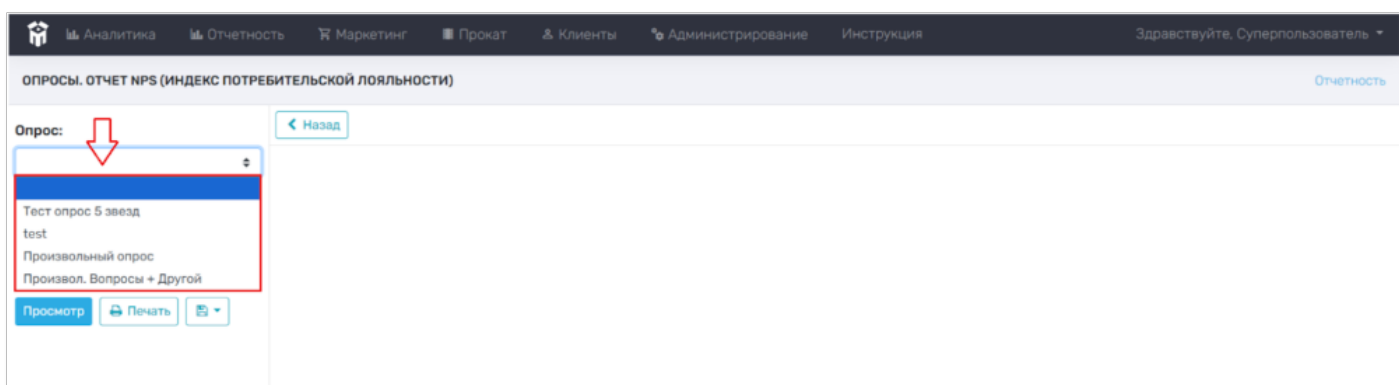 Аналитика Отчетность Маркетинг Прокат Клиенты Администрирование Инструкция Здравствуйте, Суперпользователь
ОПРОСЫ. ОТЧЕТ NPS (ИНДЕКС ПОТРЕБИТЕЛЬСКОЙ ЛОЯЛЬНОСТИ) Отчетность
Опрос: Назад
Тест опрос 5 звезд
test
Произвольный опрос
Произвол. Вопросы + Другой
Просмотр Печать